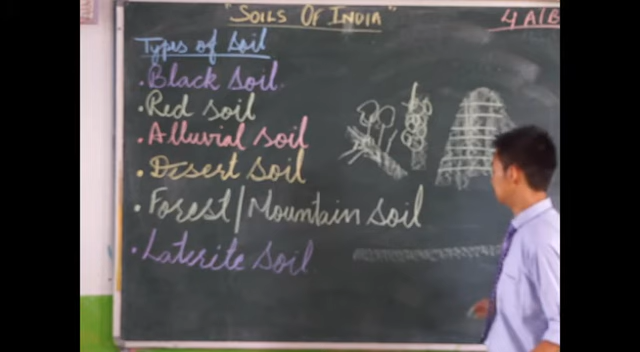 "SOILS OF INDIA"
4 A/B
Types of Soil
. Black Soil.
. Red Soil
. Alluvial Soil
. Desert Soil
. Forest/Mountain Soil
. Laterite Soil